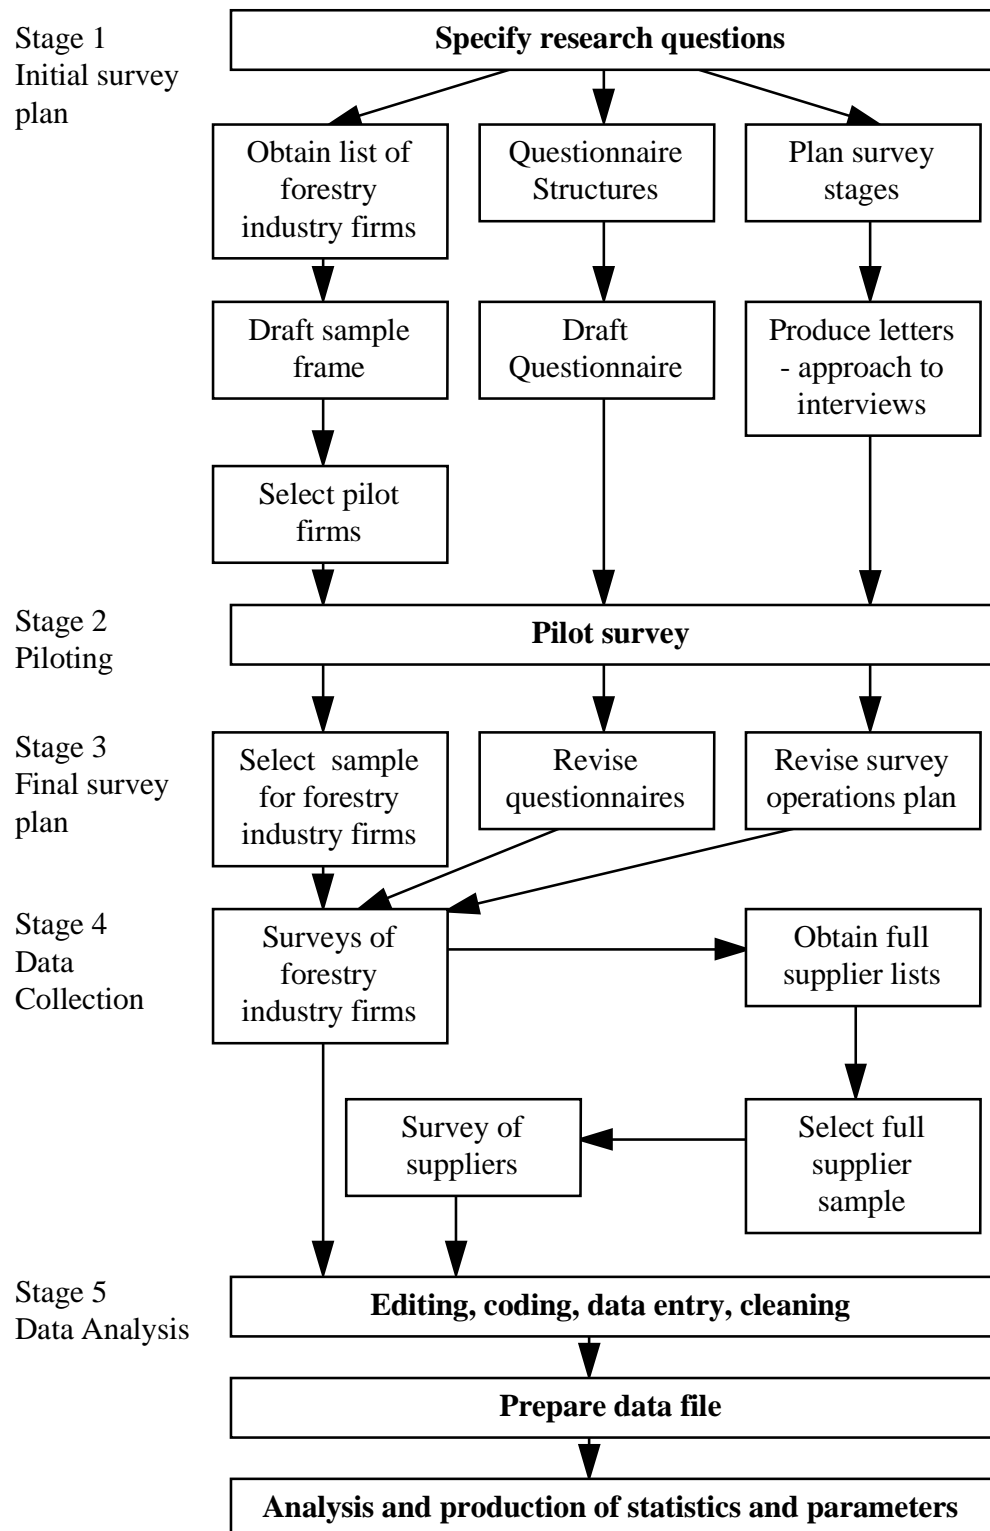 Stage 1
Initial survey
plan
Specify research questions
Obtain list of
forestry
industry firms
Questionnaire
Structures
Plan survey
stages
Draft sample
frame
Draft
Questionnaire
Produce letters
- approach to
interviews
Select pilot
firms
Stage 2
Piloting
Pilot survey
Stage 3
Final survey
plan
Select sample
for forestry
industry firms
Revise
questionnaires
Revise survey
operations plan
Stage 4
Data
Collection
Surveys of
forestry
industry firms
Obtain full
supplier lists
Survey of
suppliers
Select full
supplier
sample
Stage 5
Data Analysis
Editing, coding, data entry, cleaning
Prepare data file
Analysis and production of statistics and parameters